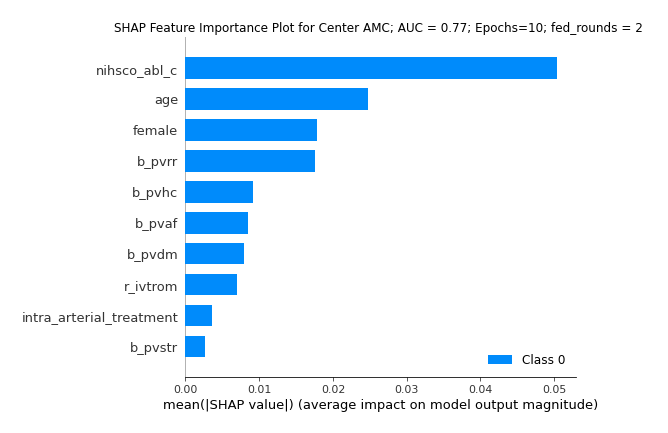 SHAP Feature Importance Plot for Center AMC; AUC = 0.77; Epochs=10; fed_rounds = 2
nihsco_abl_c
age
female
b_pvrr
b_pvhc
b_pvaf
b_pvdm
r_ivtrom
intra_arterial_treatment
b_pvstr
Class 0
0.00 0.01 0.02 0.03 0.04 0.05
mean(|SHAP value|) (average impact on model output magnitude)